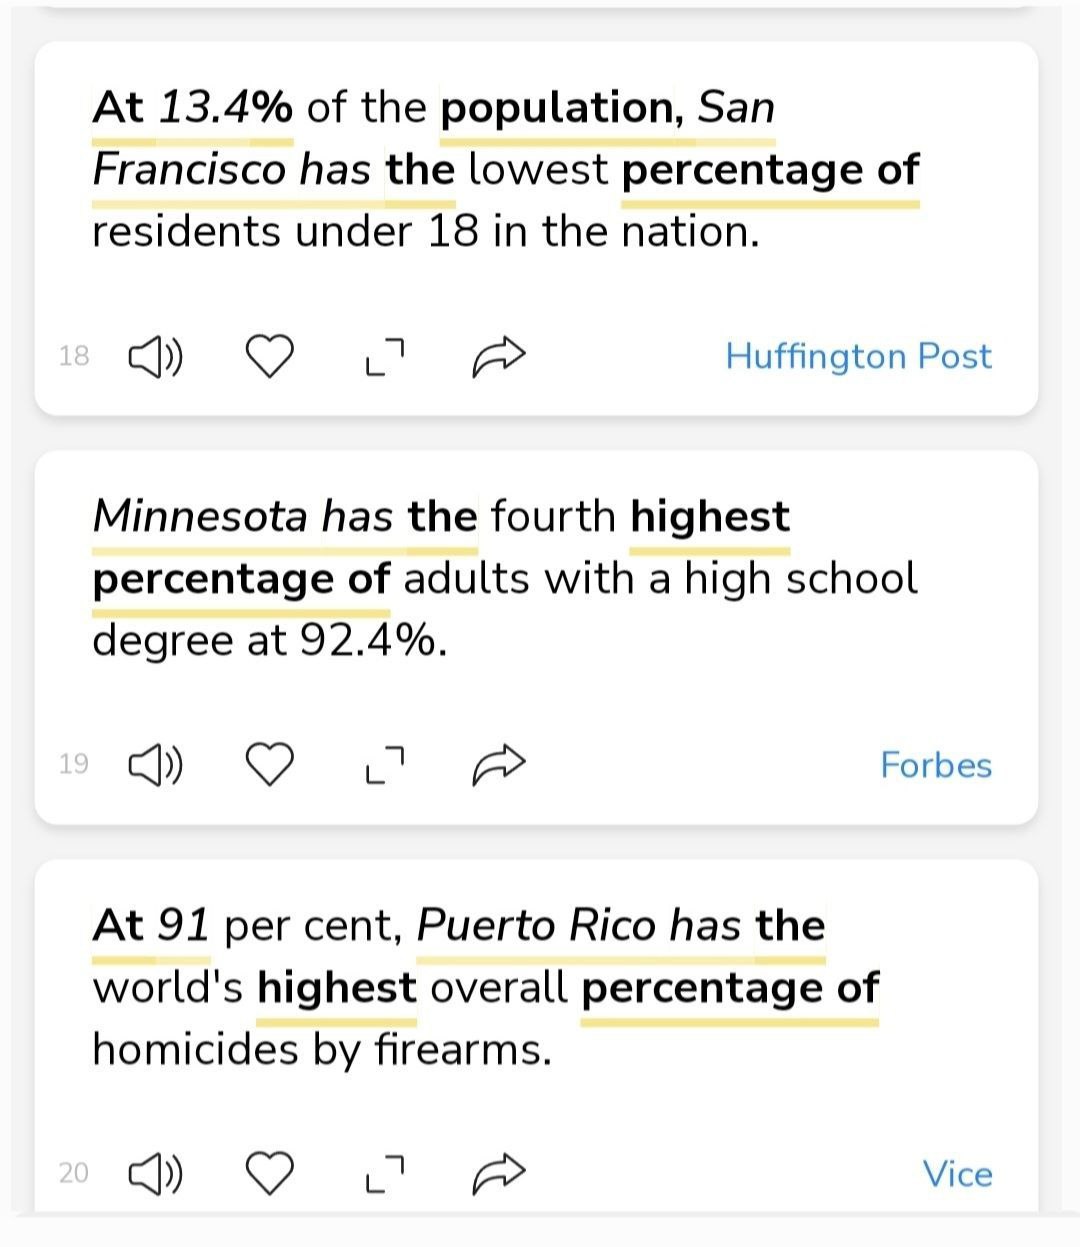 At 13.4% of the population, San
Francisco has the lowest percentage of
residents under 18 in the nation.
18 Huffington Post
Minnesota has the fourth highest
percentage of adults with a high school
degree at 92.4%.
19 Forbes
At 91 per cent, Puerto Rico has the
world's highest overall percentage of
homicides by firearms.
20 Vice